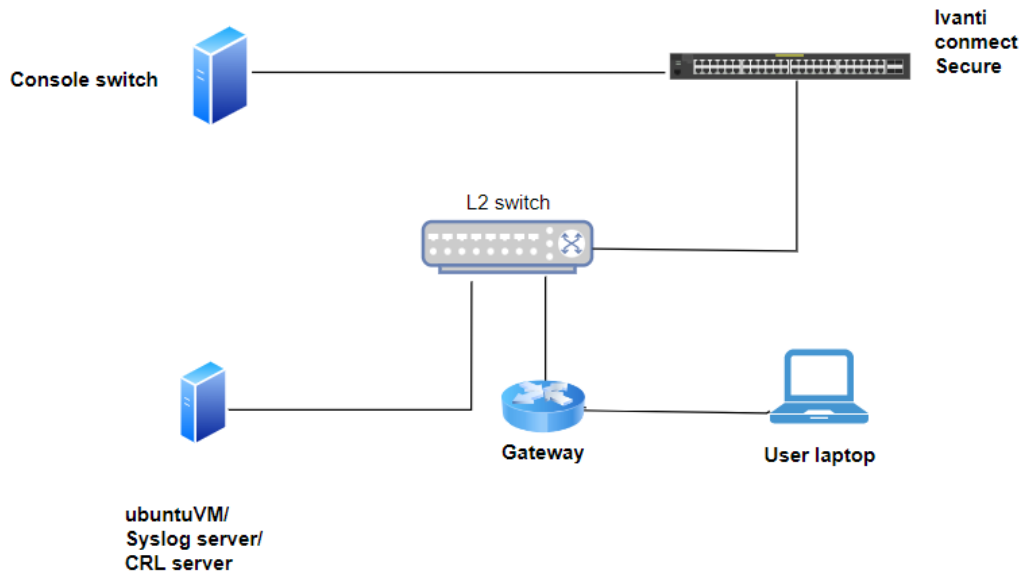 Ivanti
conmect
Secure
Console switch
L2 switch
Gateway
User laptop
ubuntuVM/
Syslog server/
CRL server